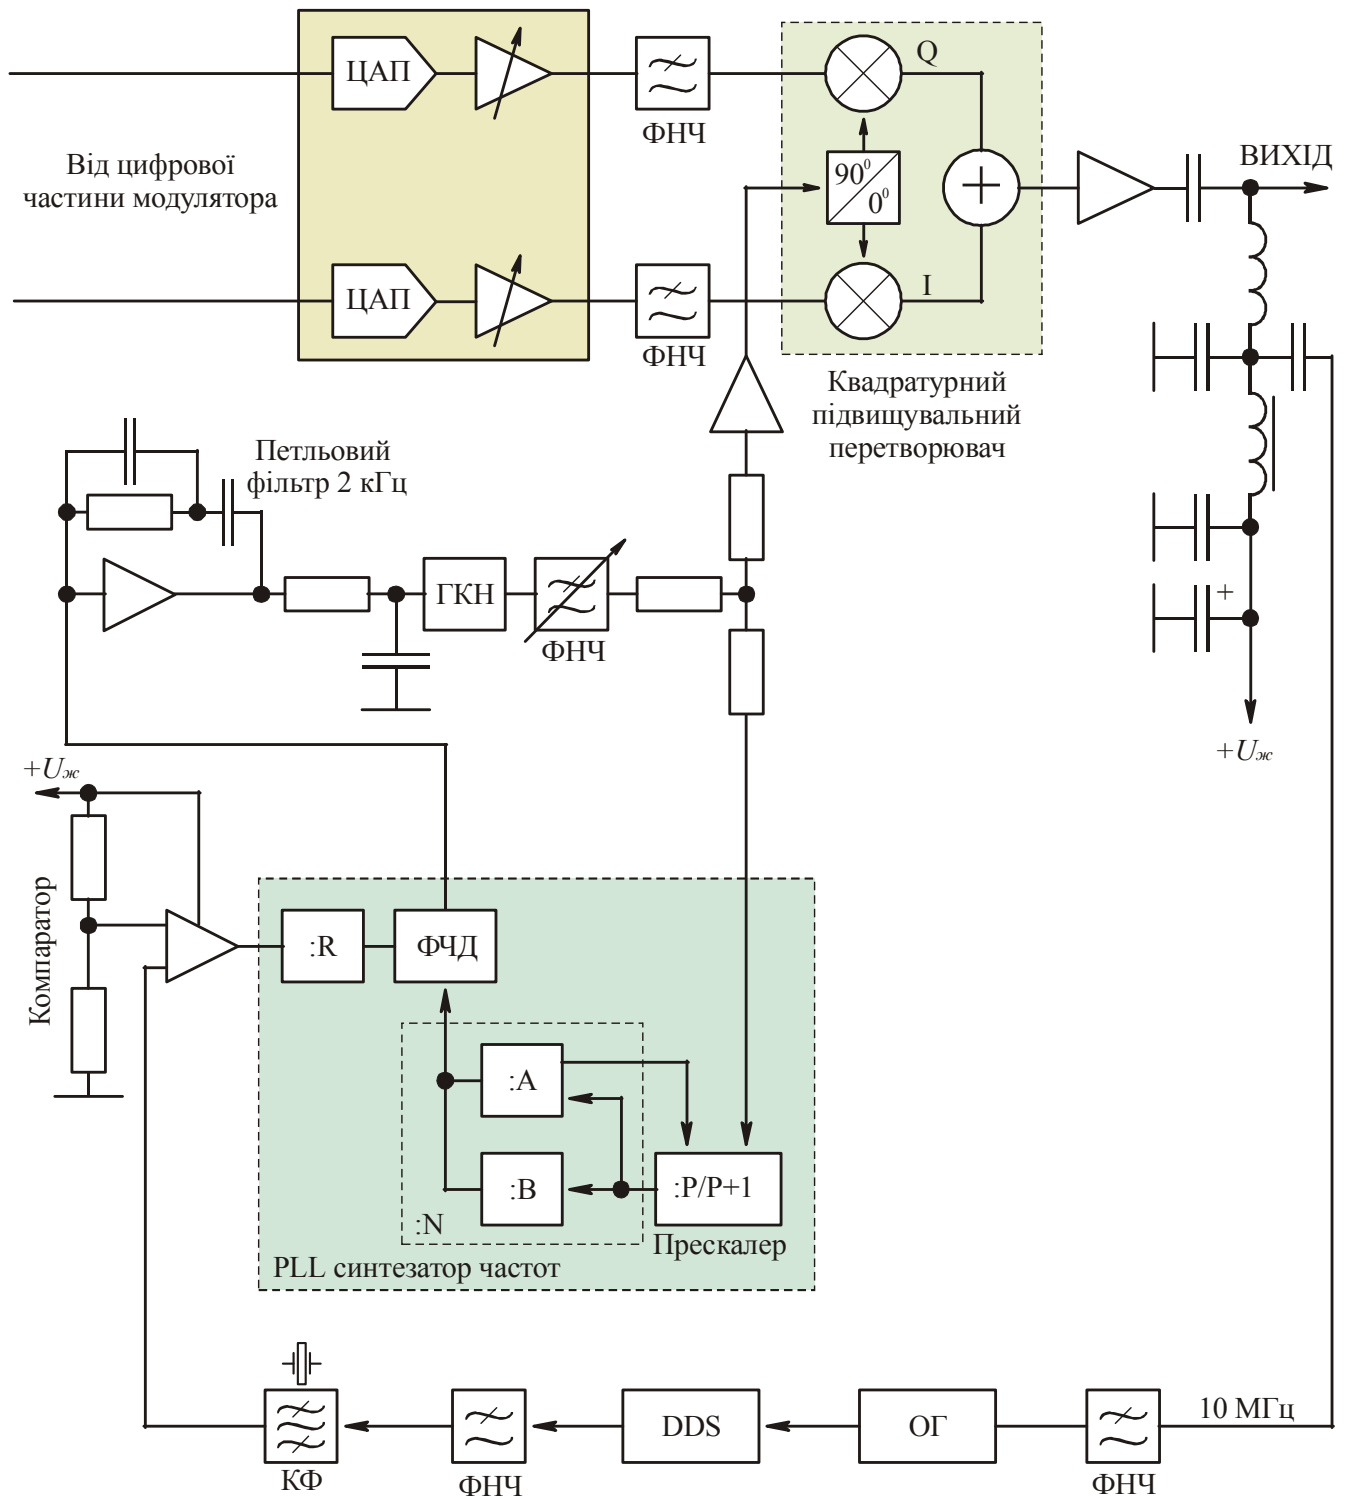 ЦАП
ФНЧ
Q
Від цифрової
частини модулятора
90⁰
0⁰
+
ВИХІД
ЦАП
ФНЧ
I
Квадратурний
підвищувальний
перетворювач
Петльовий
фільтр 2 кГц
ГКН
ФНЧ
+
+Uж
+Uж
Компаратор
:R
ФЧД
:A
:B
:P/P+1
:N
Прескалер
PLL синтезатор частот
КФ
ФНЧ
DDS
ОГ
ФНЧ
10 МГц